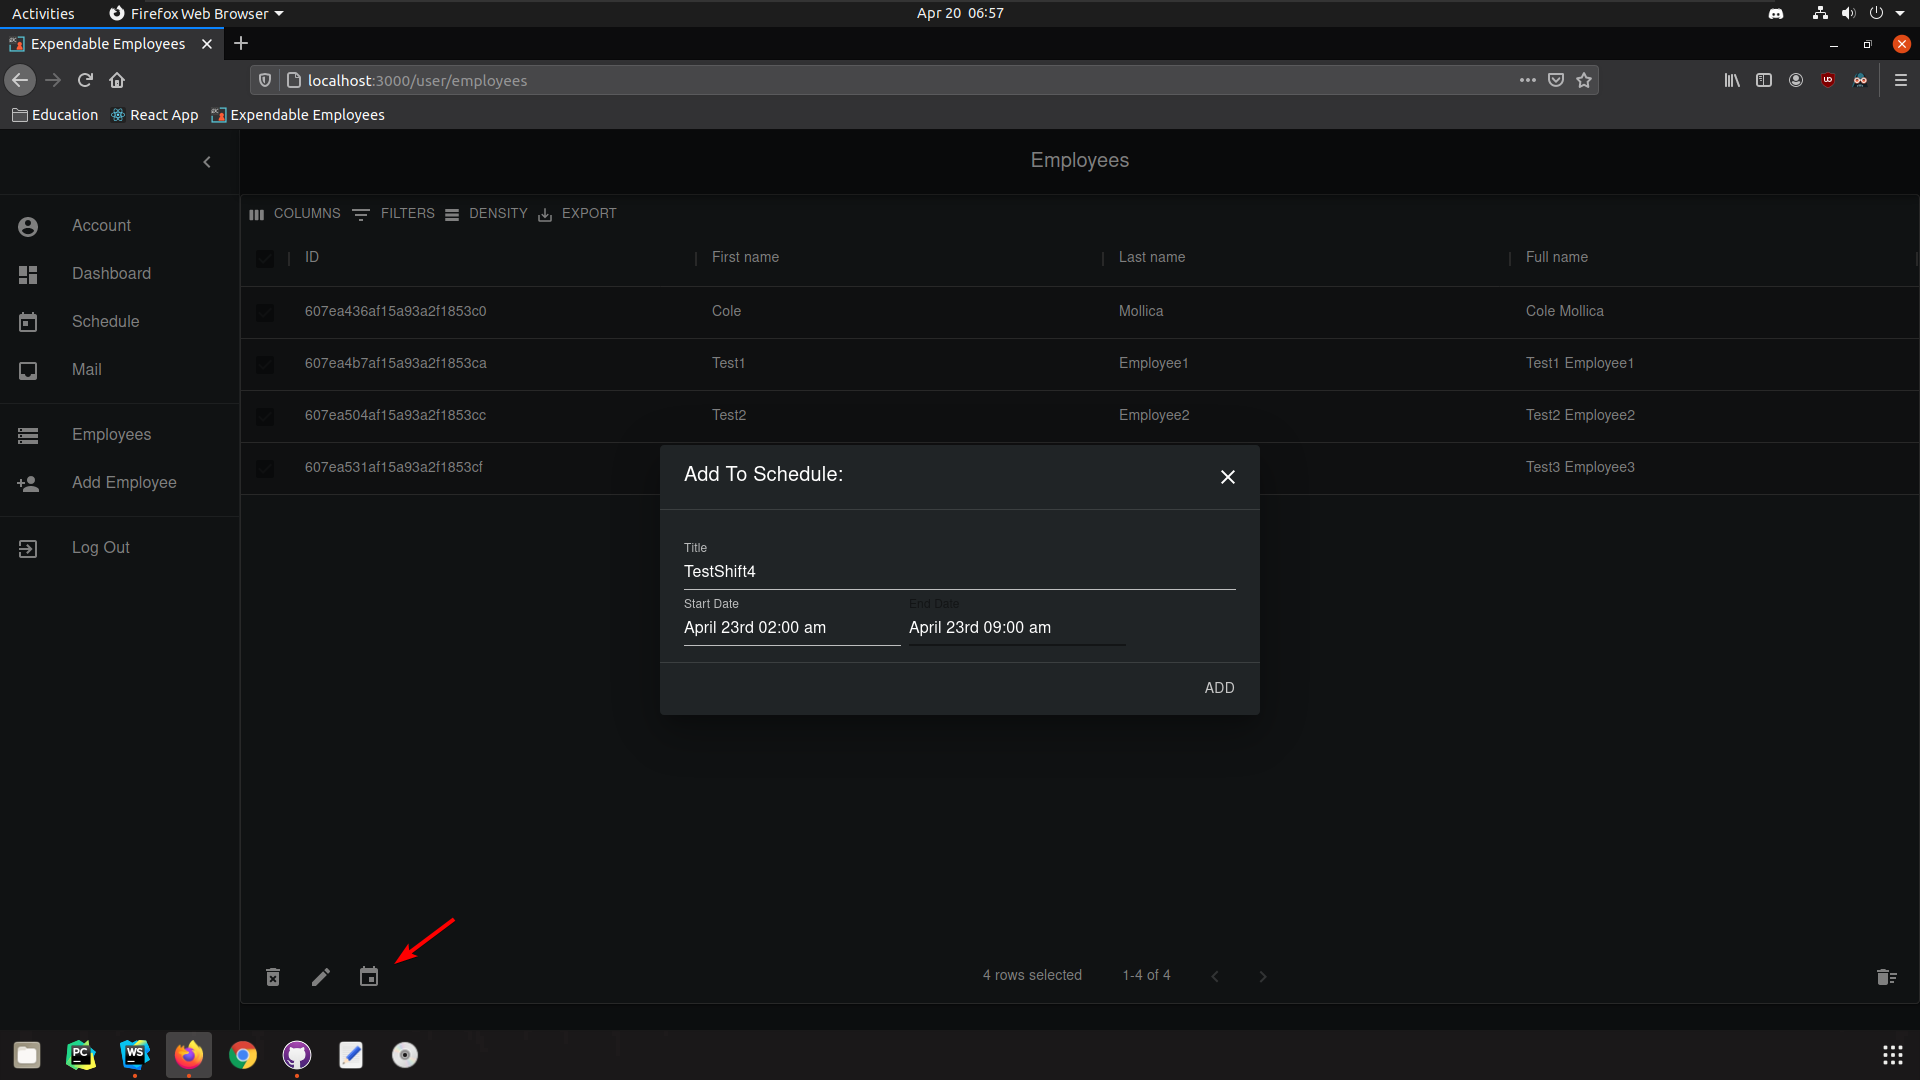 Activities Firefox Web Browser Apr 20 06:57
Expendable Employees
localhost:3000/user/employees
Education React App Expendable Employees
Employees
Account
Dashboard
Schedule
Mail
Employees
Add Employee
Log Out
COLUMNS FILTERS DENSITY EXPORT
ID First name Last name Full name
607ea436af15a93a2f1853c0 Cole Mollica Cole Mollica
607ea4b7af15a93a2f1853ca Test1 Employee1 Test1 Employee1
607ea504af15a93a2f1853cc Test2 Employee2 Test2 Employee2
607ea531af15a93a2f1853cf Test3 Employee3
Add To Schedule:
Title
TestShift4
Start Date End Date
April 23rd 02:00 am April 23rd 09:00 am
ADD
4 rows selected 1-4 of 4
PC WS